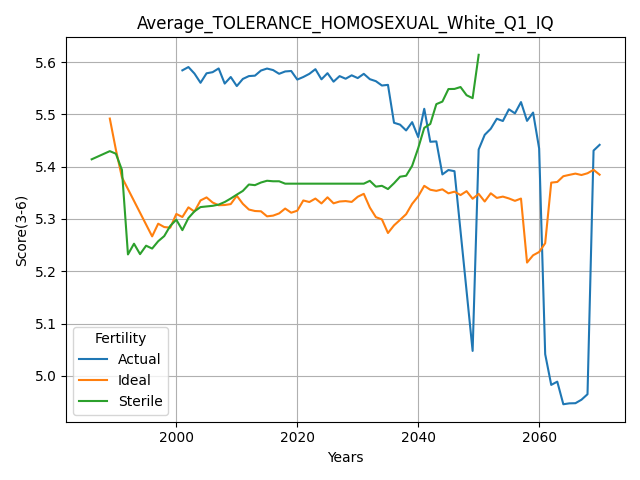 Average_TOLERANCE_HOMOSEXUAL_White_Q1_IQ
5.6
5.5
5.4
5.3
5.2
5.1
5.0
Score(3-6)
Fertility
Actual
Ideal
Sterile
2000 2020 2040 2060
Years